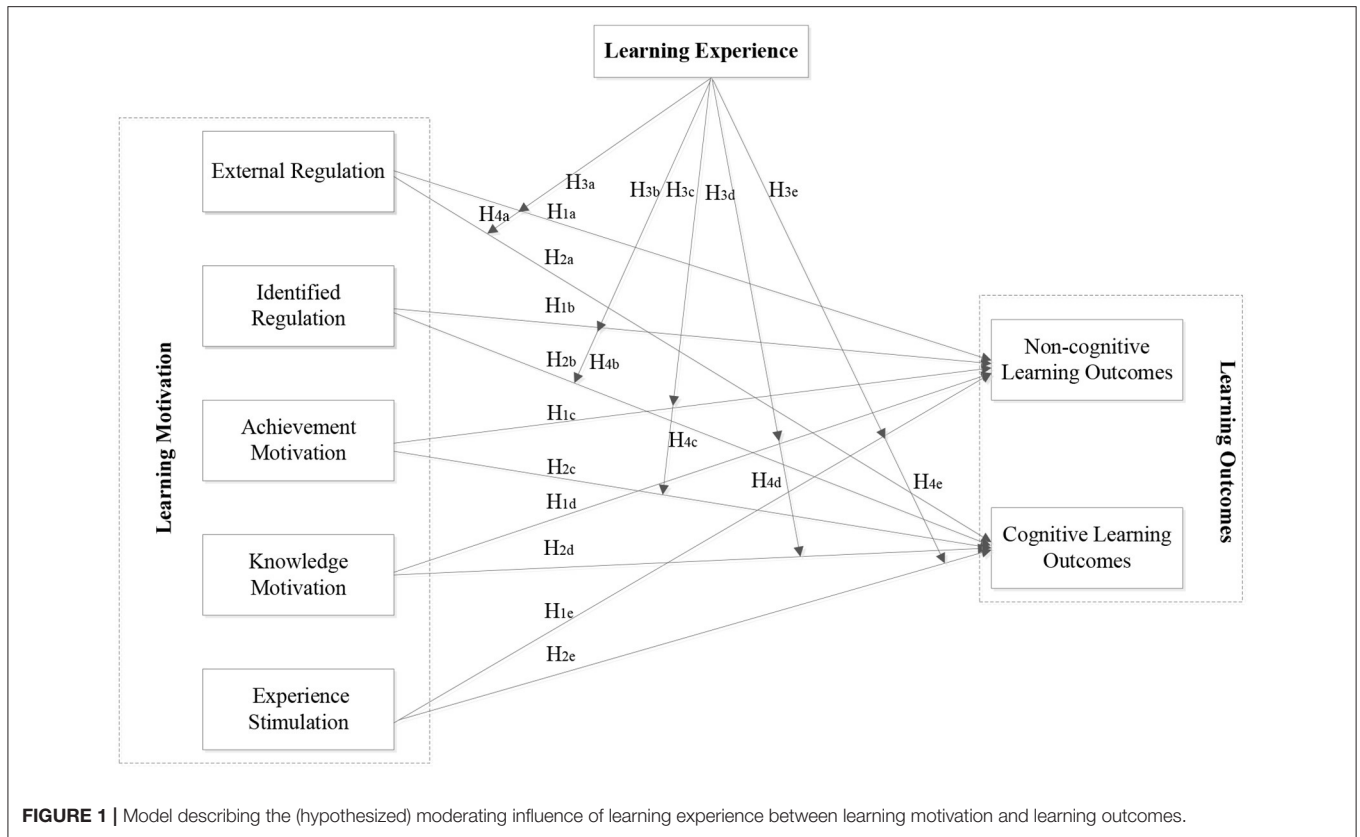 Learning Experience
External Regulation
Identified
Regulation
Achievement
Motivation
Knowledge
Motivation
Experience
Stimulation
Learning Motivation
H3a
H3b
H3c
H3d
H3e
H4a
H1a
H2a
H1b
H2b
H4b
H1c
H4c
H2c
H1d
H4d
H4e
H2d
H1e
H2e
Non-cognitive
Learning Outcomes
Cognitive Learning
Outcomes
Learning Outcomes
FIGURE 1 | Model describing the (hypothesized) moderating influence of learning experience between learning motivation and learning outcomes.